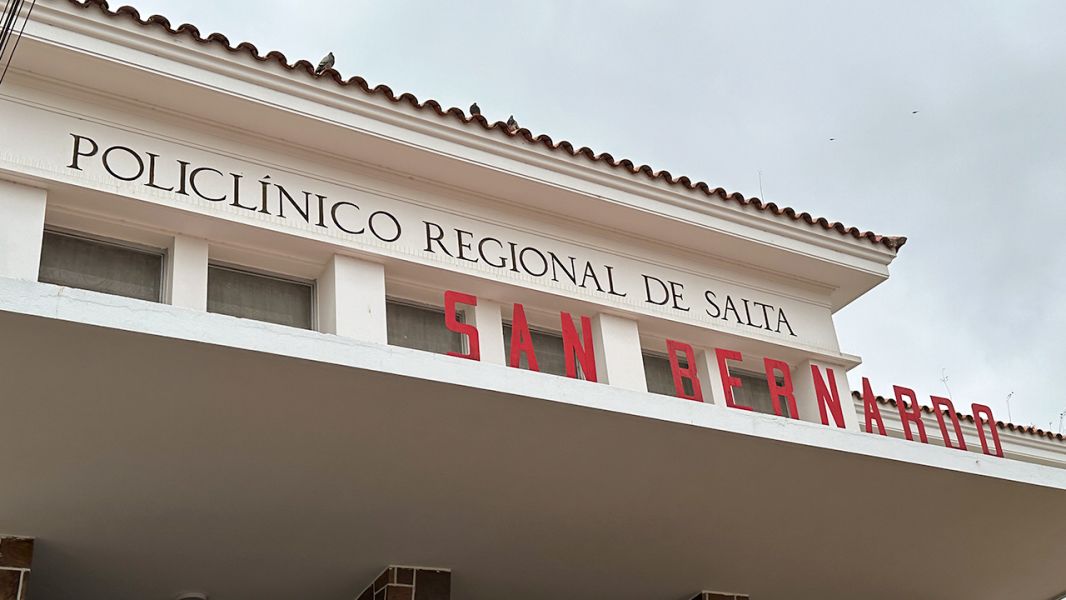 POLICLÍNICO REGIONAL DE SALTA
SAN BERNARDO